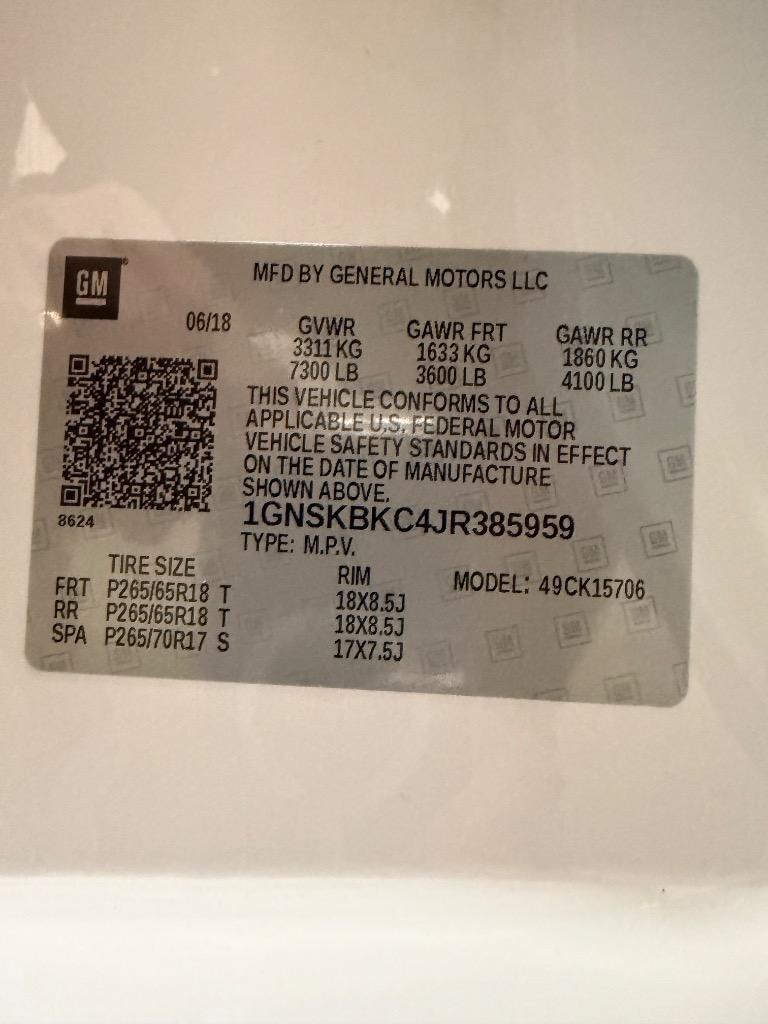 GM®
MFD BY GENERAL MOTORS LLC
06/18 GVWR GAWR FRT GAWR RR
3311 KG 1633 KG 1860 KG
7300 LB 3600 LB 4100 LB
THIS VEHICLE CONFORMS TO ALL
APPLICABLE U.S. FEDERAL MOTOR
VEHICLE SAFETY STANDARDS IN EFFECT
ON THE DATE OF MANUFACTURE
SHOWN ABOVE.
8624
1GNSKBKC4JR385959
TYPE: M.P.V.
TIRE SIZE RIM MODEL: 49CK15706
FRT P265/65R18 T 18X8.5J
RR P265/65R18 T 18X8.5J
SPA P265/70R17 S 17X7.5J